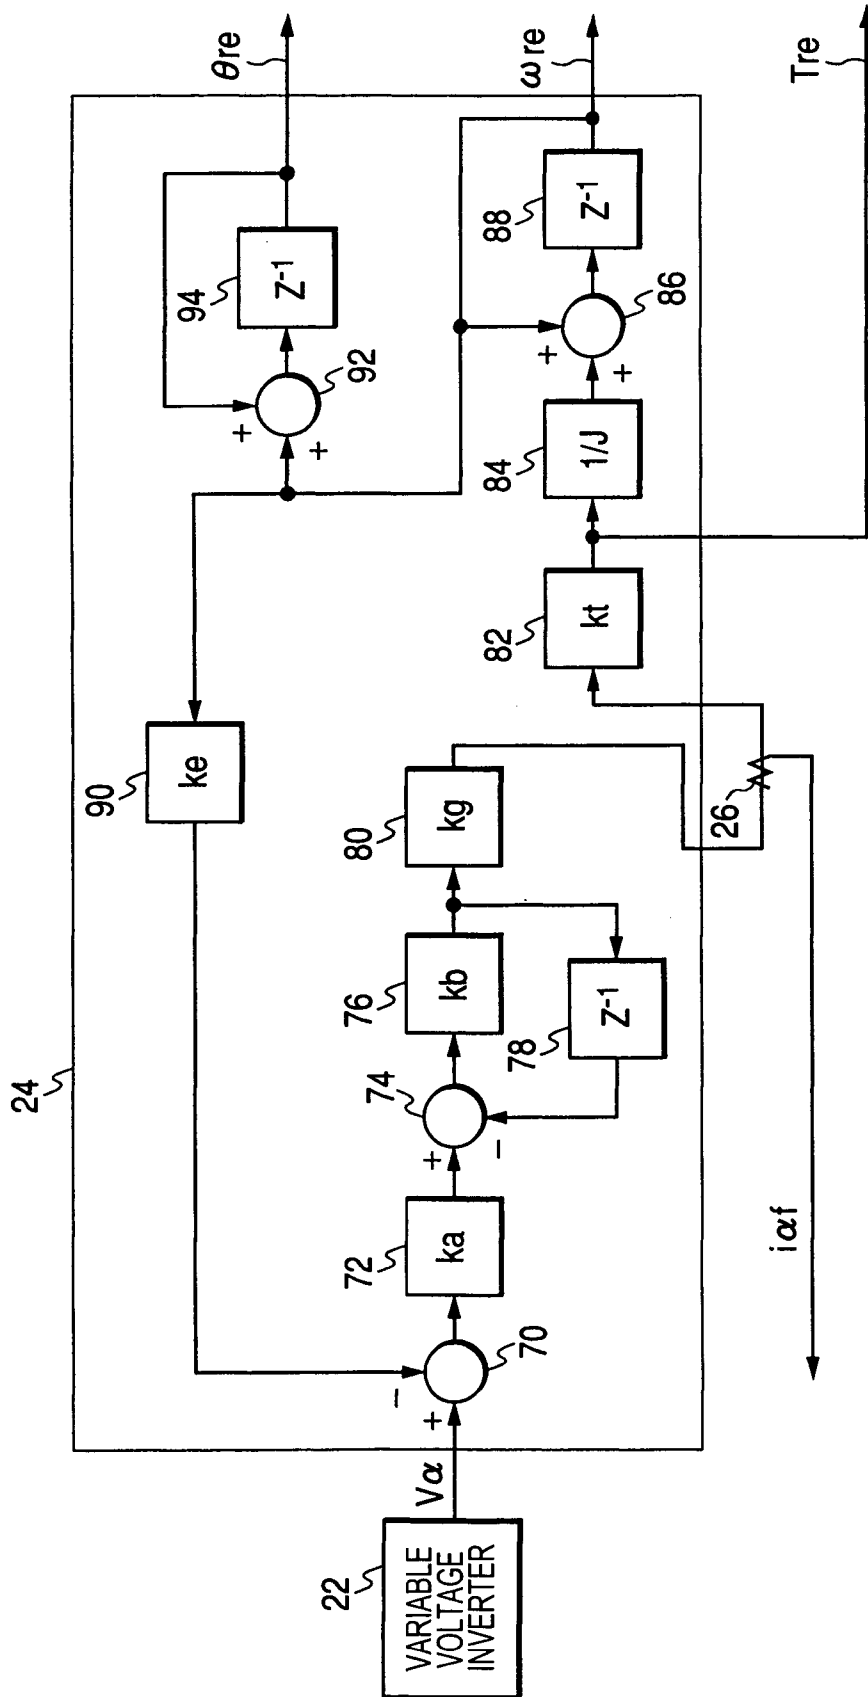 24
22
VARIABLE
VOLTAGE
INVERTER
Vα
+
-
70
72
ka
+
-
74
76
kb
78
Z-1
80
kg
26
iαf
90
ke
82
kt
84
1/J
+
+
86
88
Z-1
+
+
92
94
Z-1
θre
ωre
Tre